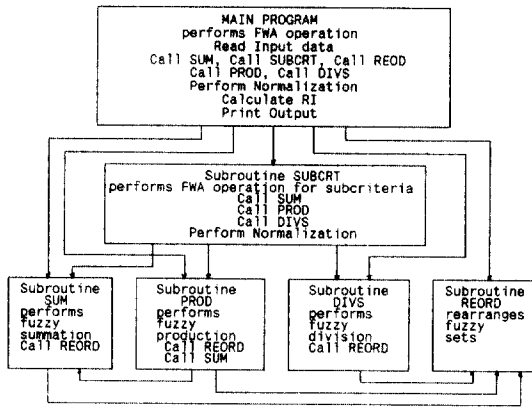 MAIN PROGRAM
performs FWA operation
Read Input data
Call SUM, Call SUBCRT, Call REOD
Call PROD, Call DIVS
Perform Normalization
Calculate RI
Print Output
Subroutine SUBCRT
performs FWA operation for subcriteria
Call SUM
Call PROD
Call DIVS
Perform Normalization
Subroutine
SUM
performs
fuzzy
summation
Call REORD
Subroutine
PROD
performs
fuzzy
production
Call REORD
Call SUM
Subroutine
DIVS
performs
fuzzy
division
Call REORD
Subroutine
REORD
rearranges
fuzzy
sets